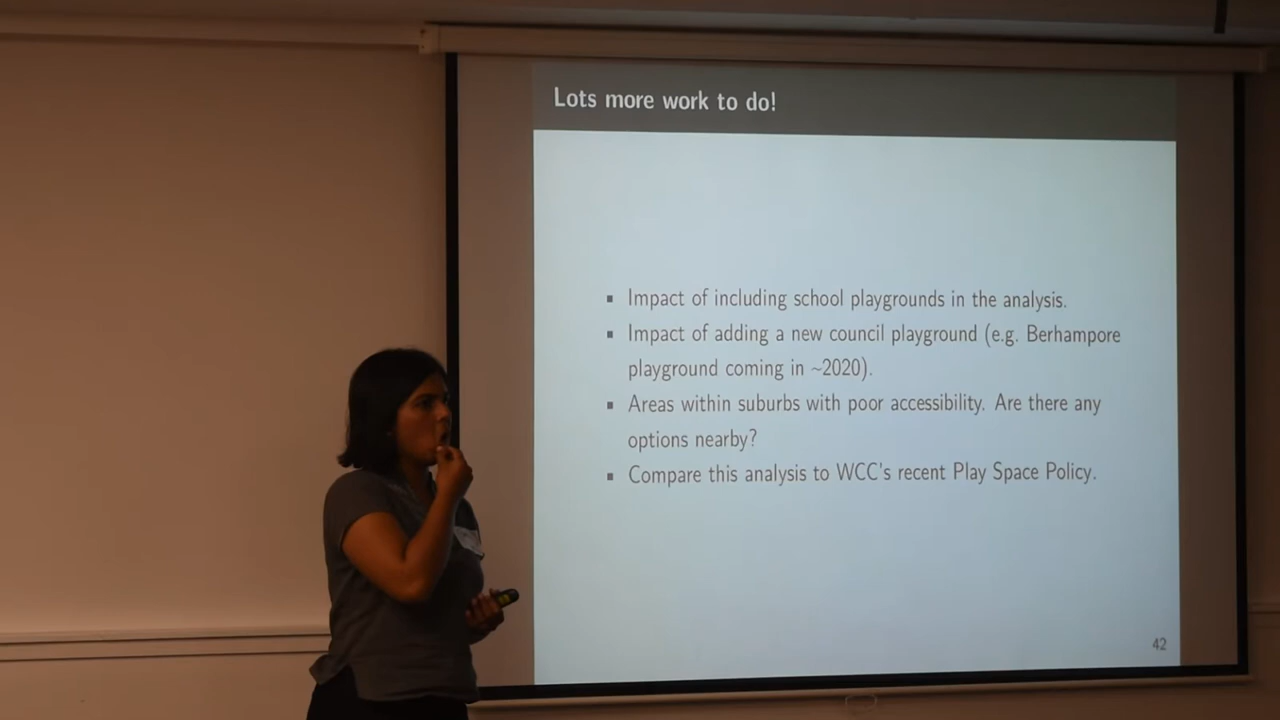 Lots more work to do!
▪ Impact of including school playgrounds in the analysis.
▪ Impact of adding a new council playground (e.g. Berhampore
playground coming in ~2020).
▪ Areas within suburbs with poor accessibility. Are there any
options nearby?
▪ Compare this analysis to WCC's recent Play Space Policy.
42